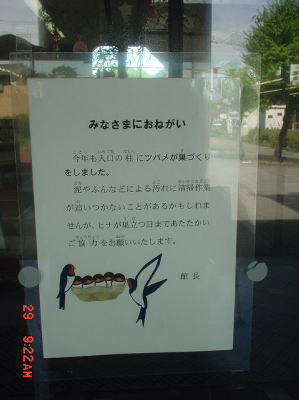 みなさまにおねがい
今年も入口の柱にツバメが巣づくり
をしました。
泥やふんなどによる汚れに清掃作業
が追いつかないことがあるかもしれま
せんが、ヒナが巣立つ日まであたたかい
ご協力をお願いいたします。
館長
29 9:22AM